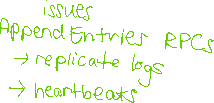 issues
AppendEntries RPCs
→ replicate logs
→ heartbeats